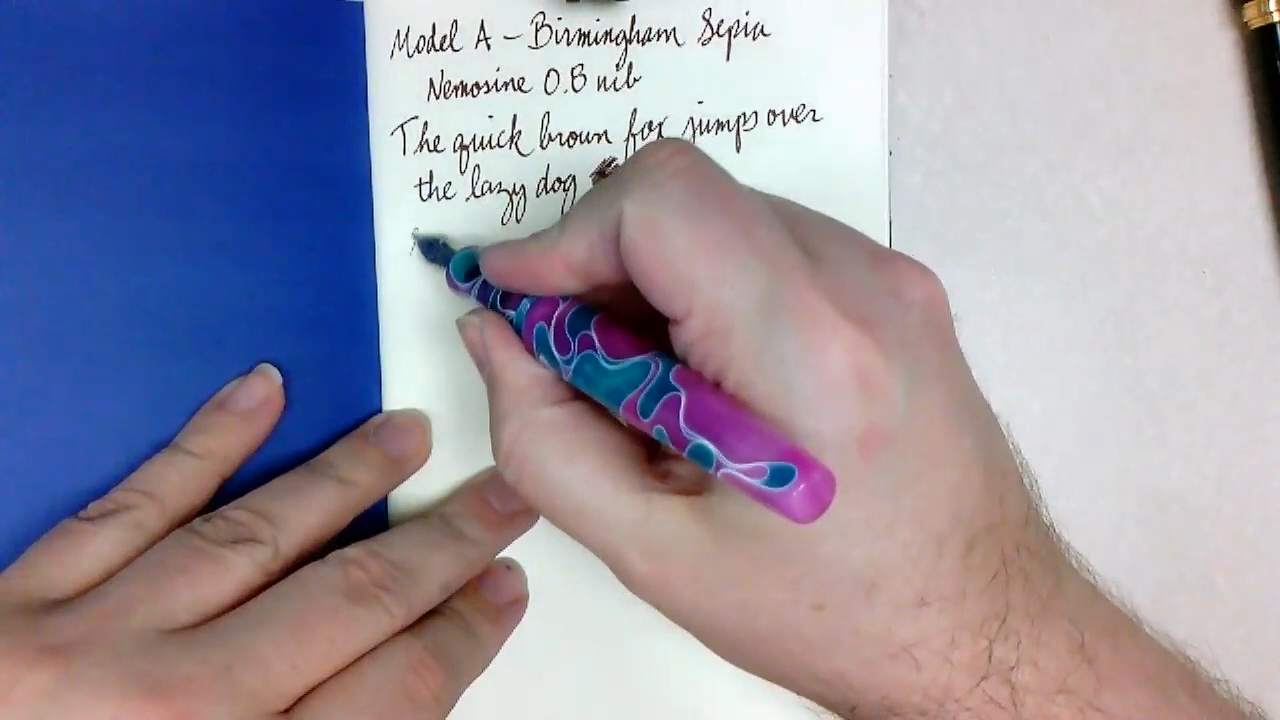 Model A - Birmingham Sepia
Nemosine 0.8 nib
The quick brown fox jumps over
the lazy dog